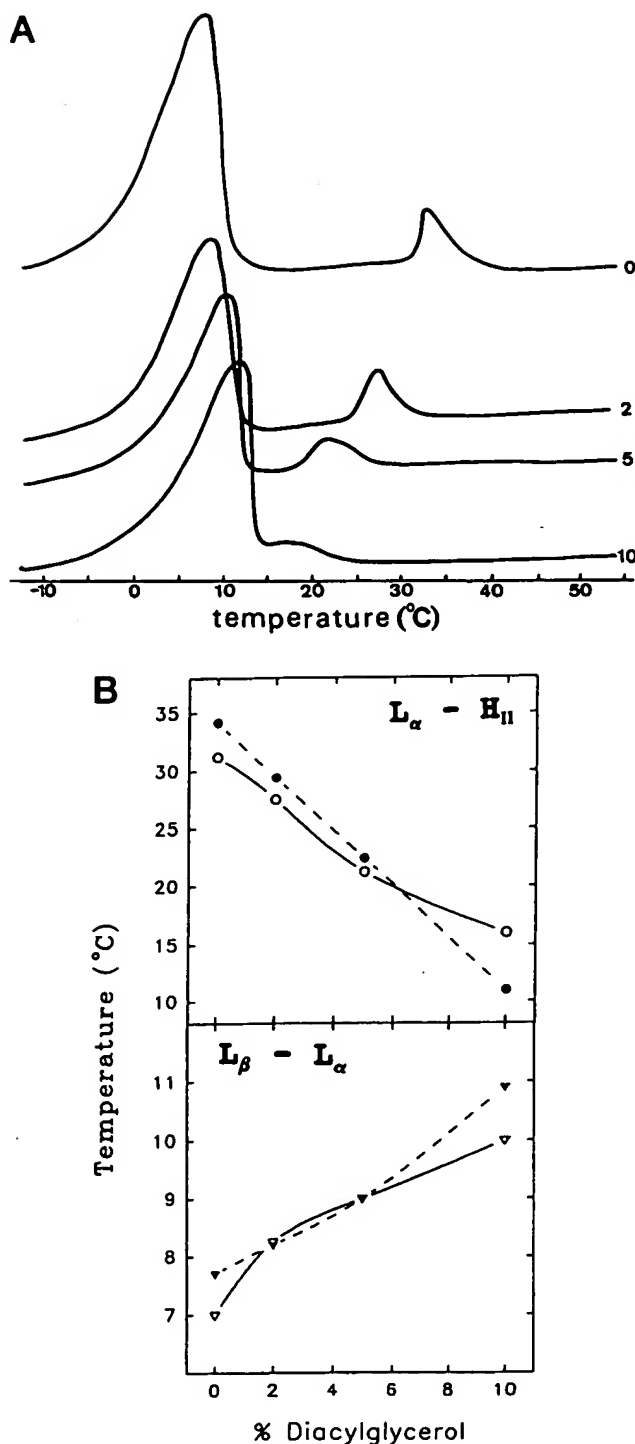 A
0
2
5
10
-10 0 10 20 30 40 50
temperature (°C)
B
Lα - HII
35
30
25
20
15
10
Temperature (°C)
Lβ - Lα
11
10
9
8
7
0 2 4 6 8 10
% Diacylglycerol